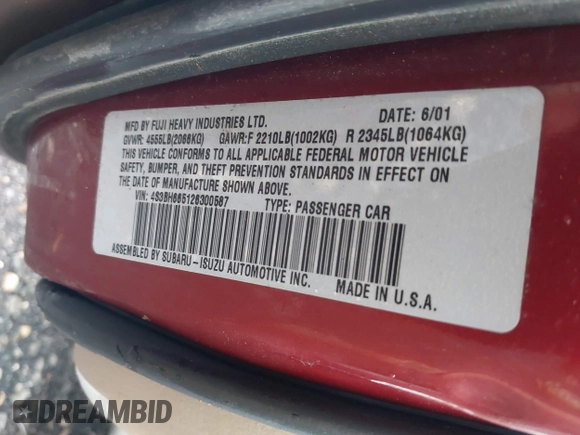 MFD BY FUJI HEAVY INDUSTRIES LTD. DATE: 6/01
GVWR: 4555LB(2066KG) GAWR:F 2210LB(1002KG) R 2345LB(1064KG)
THIS VEHICLE CONFORMS TO ALL APPLICABLE FEDERAL MOTOR VEHICLE
SAFETY, BUMPER, AND THEFT PREVENTION STANDARDS IN EFFECT ON
THE DATE OF MANUFACTURE SHOWN ABOVE.
VIN: 4S3BH665126300587 TYPE: PASSENGER CAR
ASSEMBLED BY SUBARU-ISUZU AUTOMOTIVE INC. MADE IN U.S.A.
DREAMBID